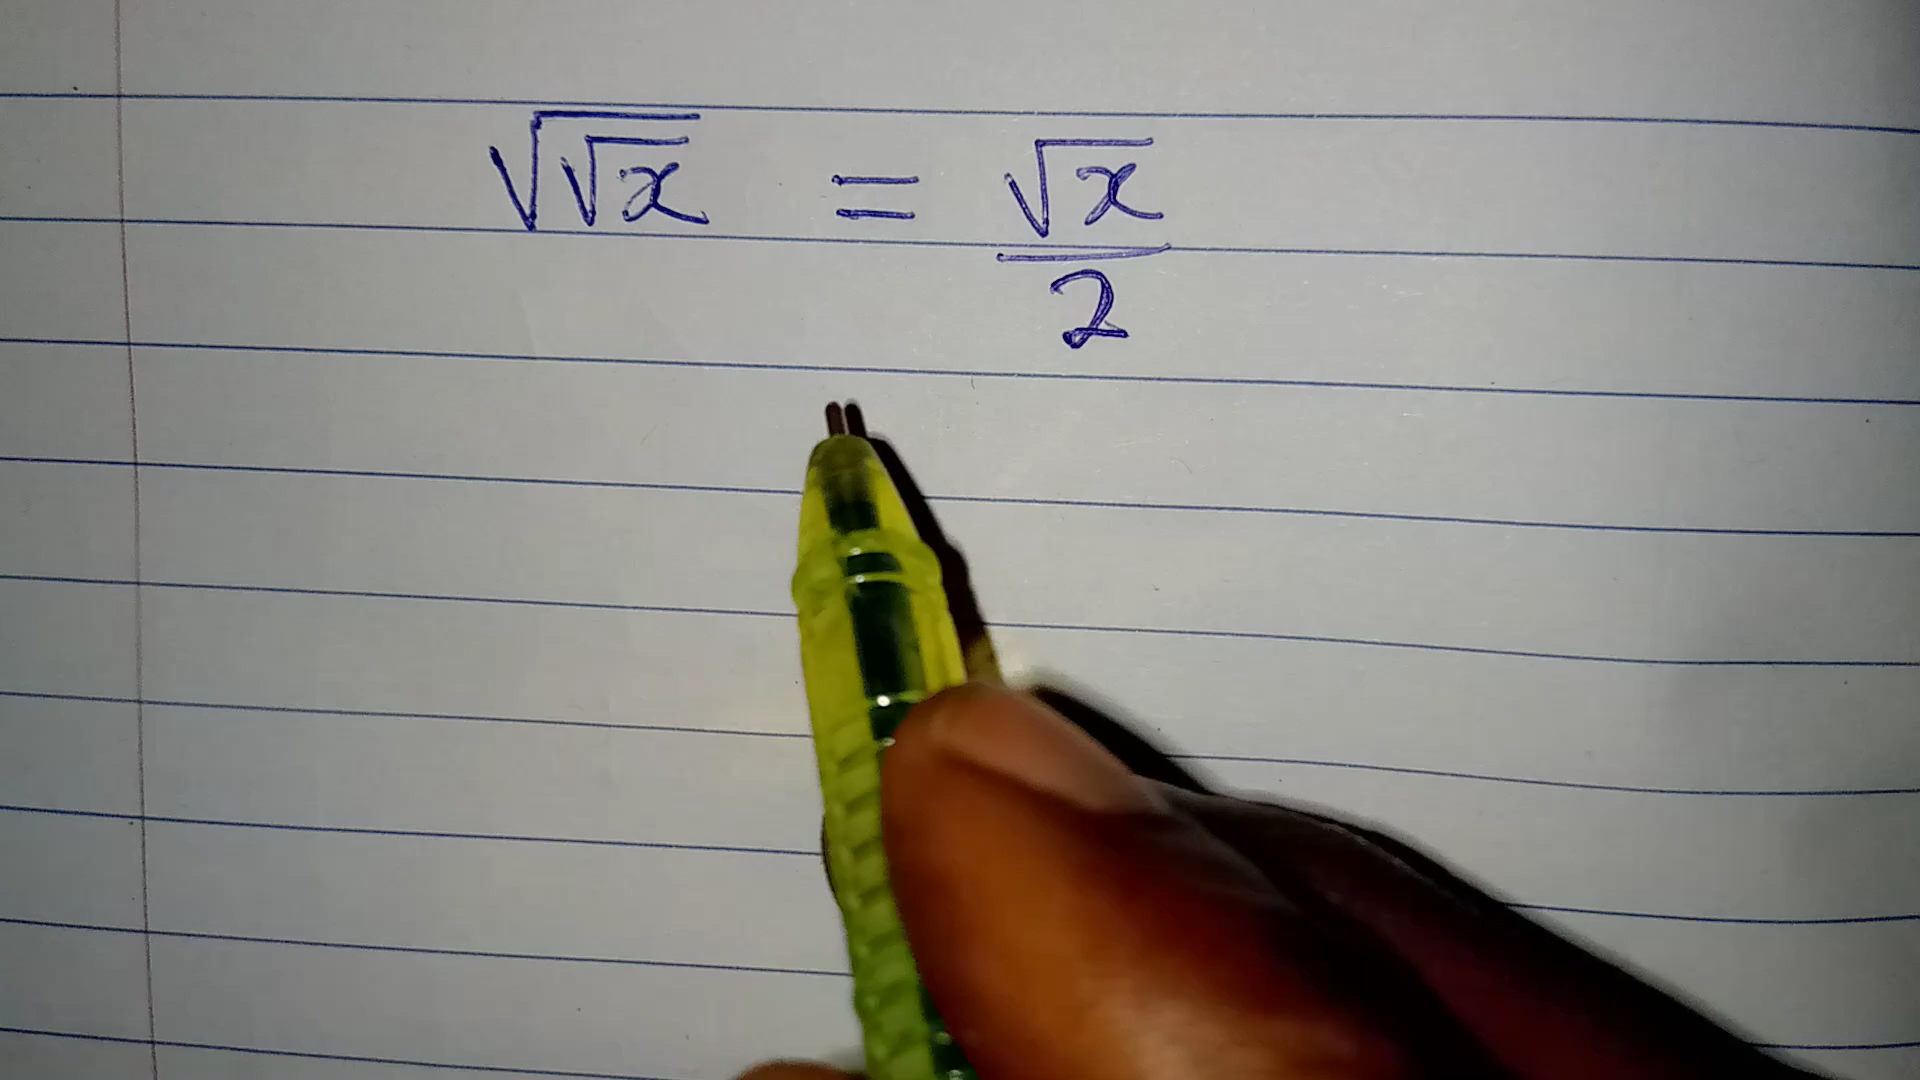 √√x = √x/2